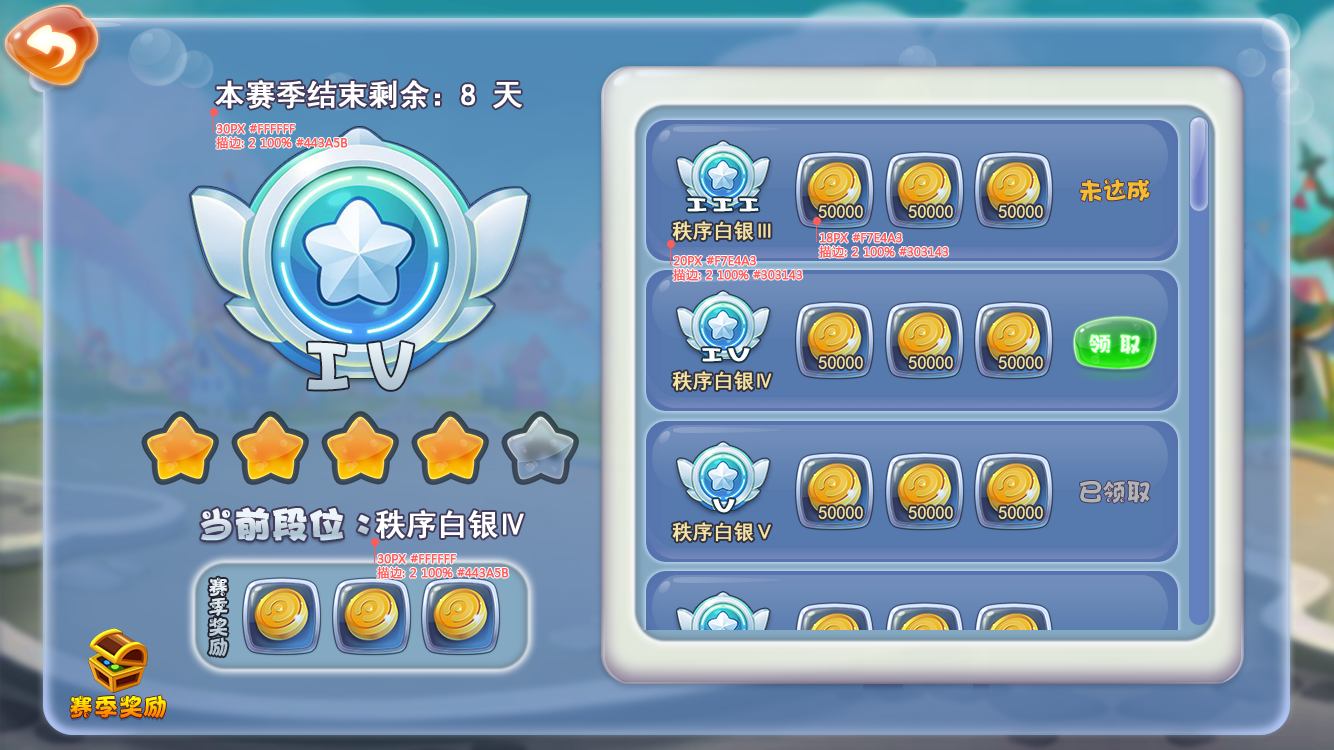 本赛季结束剩余：8 天
30PX #FFFFFF
描边: 2 100% #443A5B
IV
当前段位：秩序白银Ⅳ
30PX #FFFFFF
描边: 2 100% #443A5B
赛季奖励
赛季奖励
III
50000 50000 50000
未达成
秩序白银Ⅲ
18PX #F7E4A3
描边: 2 100% #303143
20PX #F7E4A3
描边: 2 100% #303143
IV
50000 50000 50000
领取
秩序白银Ⅳ
V
50000 50000 50000
已领取
秩序白银Ⅴ